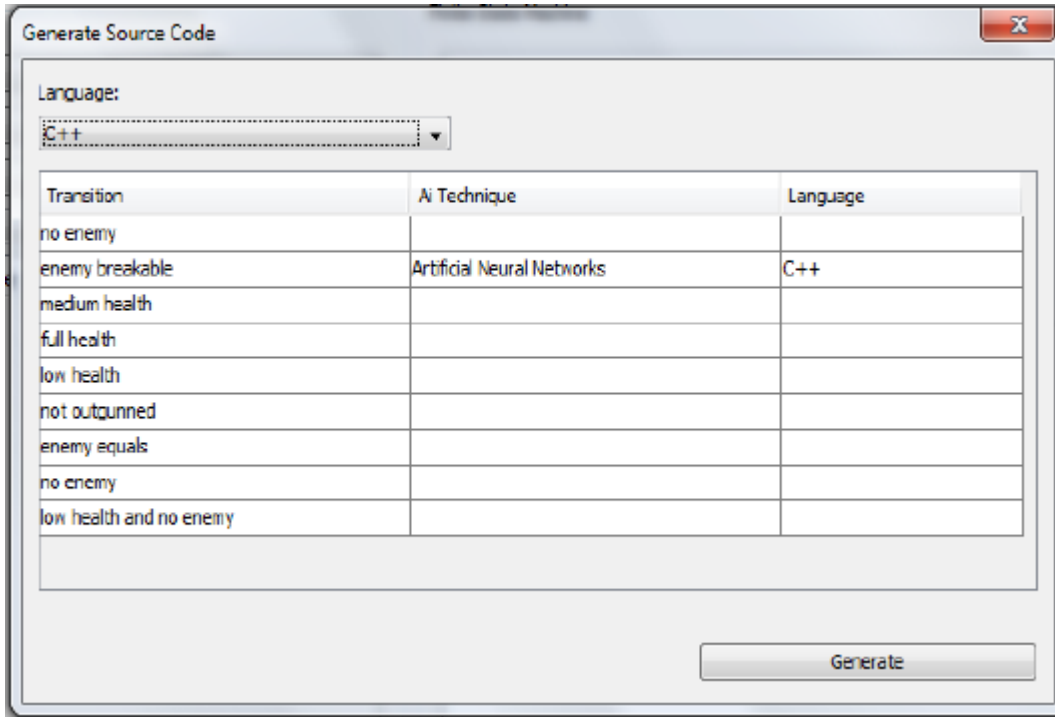 Generate Source Code
Language:
C++
Transition Ai Technique Language
no enemy
enemy breakable Artificial Neural Networks C++
medium health
full health
low health
not outgunned
enemy equals
no enemy
low health and no enemy
Generate